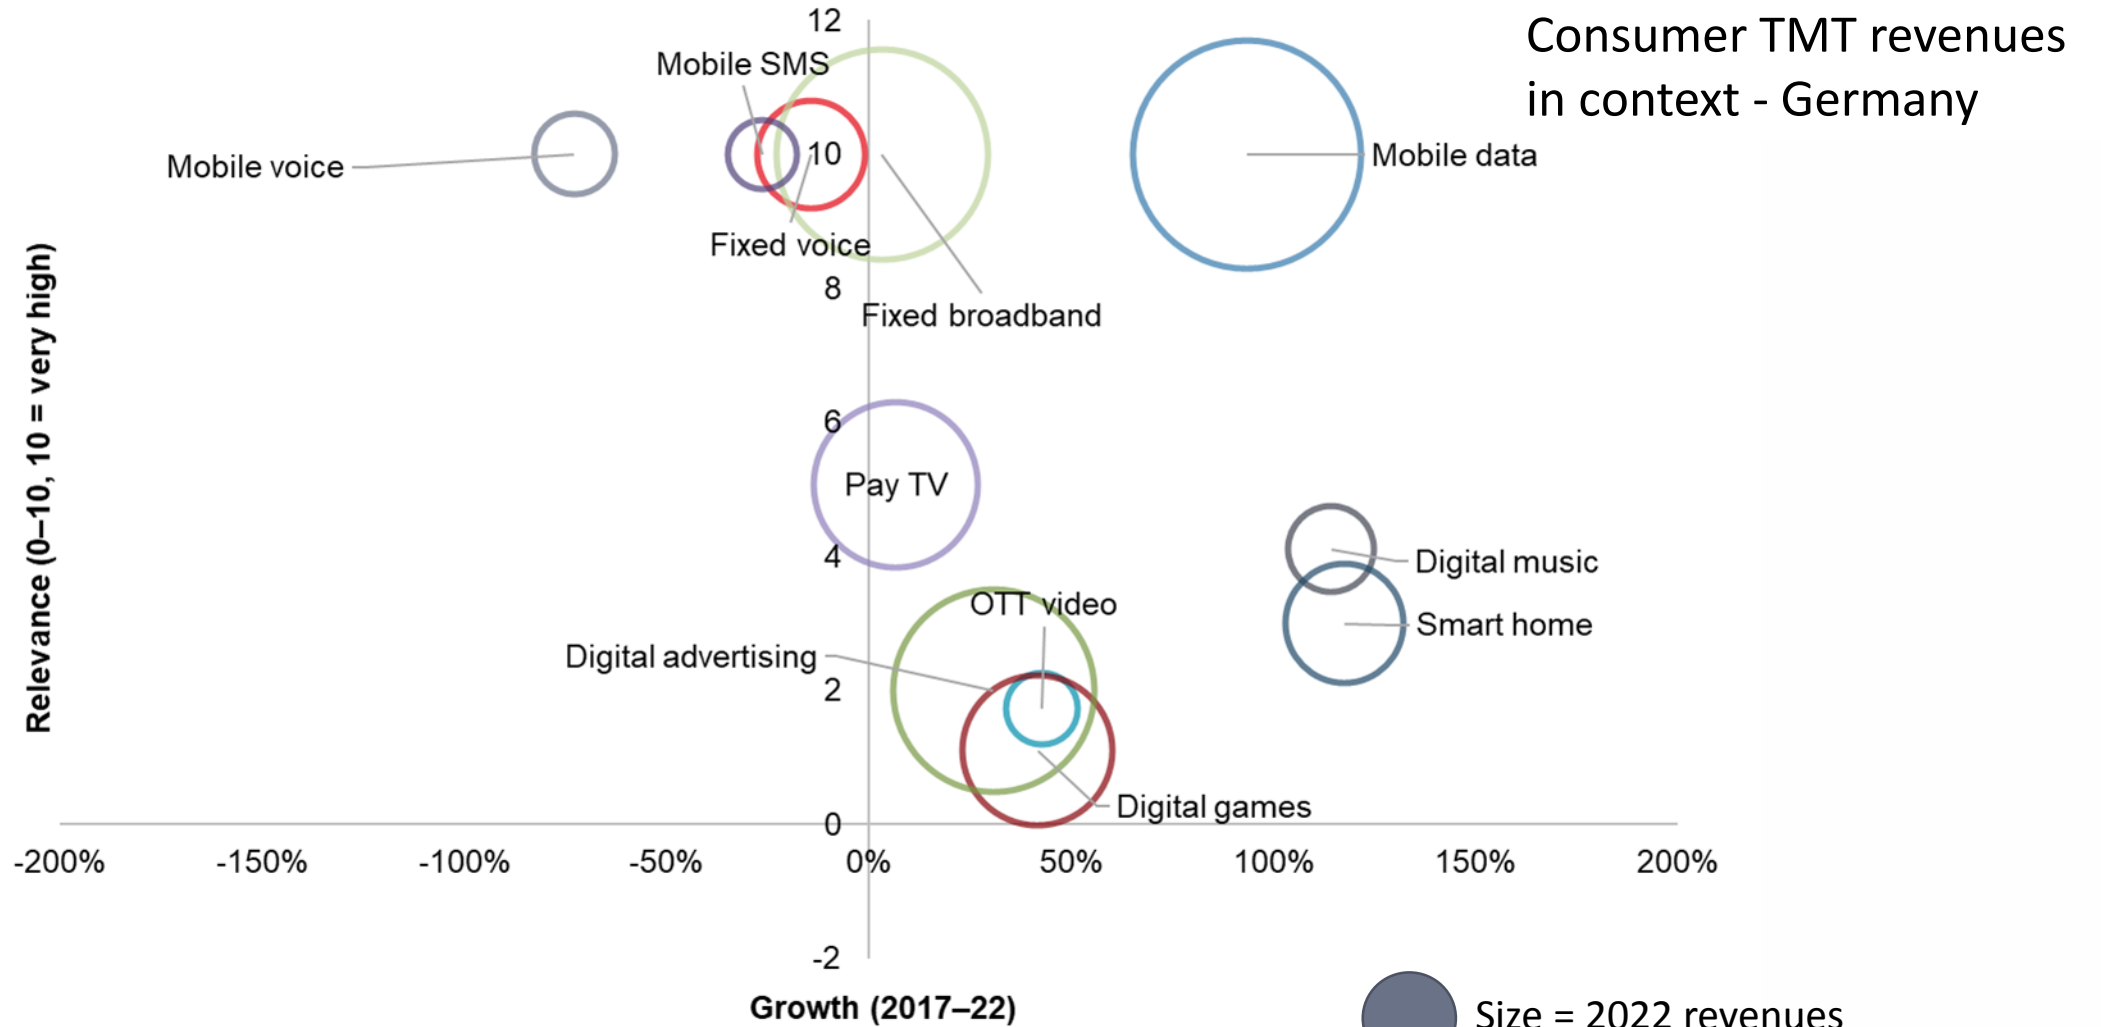 Consumer TMT revenues
in context - Germany
12
Mobile SMS
10
Mobile voice
Mobile data
Fixed voice
8
Fixed broadband
Relevance (0–10, 10 = very high)
6
Pay TV
4
Digital music
OTT video
Smart home
Digital advertising
2
Digital games
0
-200% -150% -100% -50% 0% 50% 100% 150% 200%
-2
Growth (2017–22)
Size = 2022 revenues